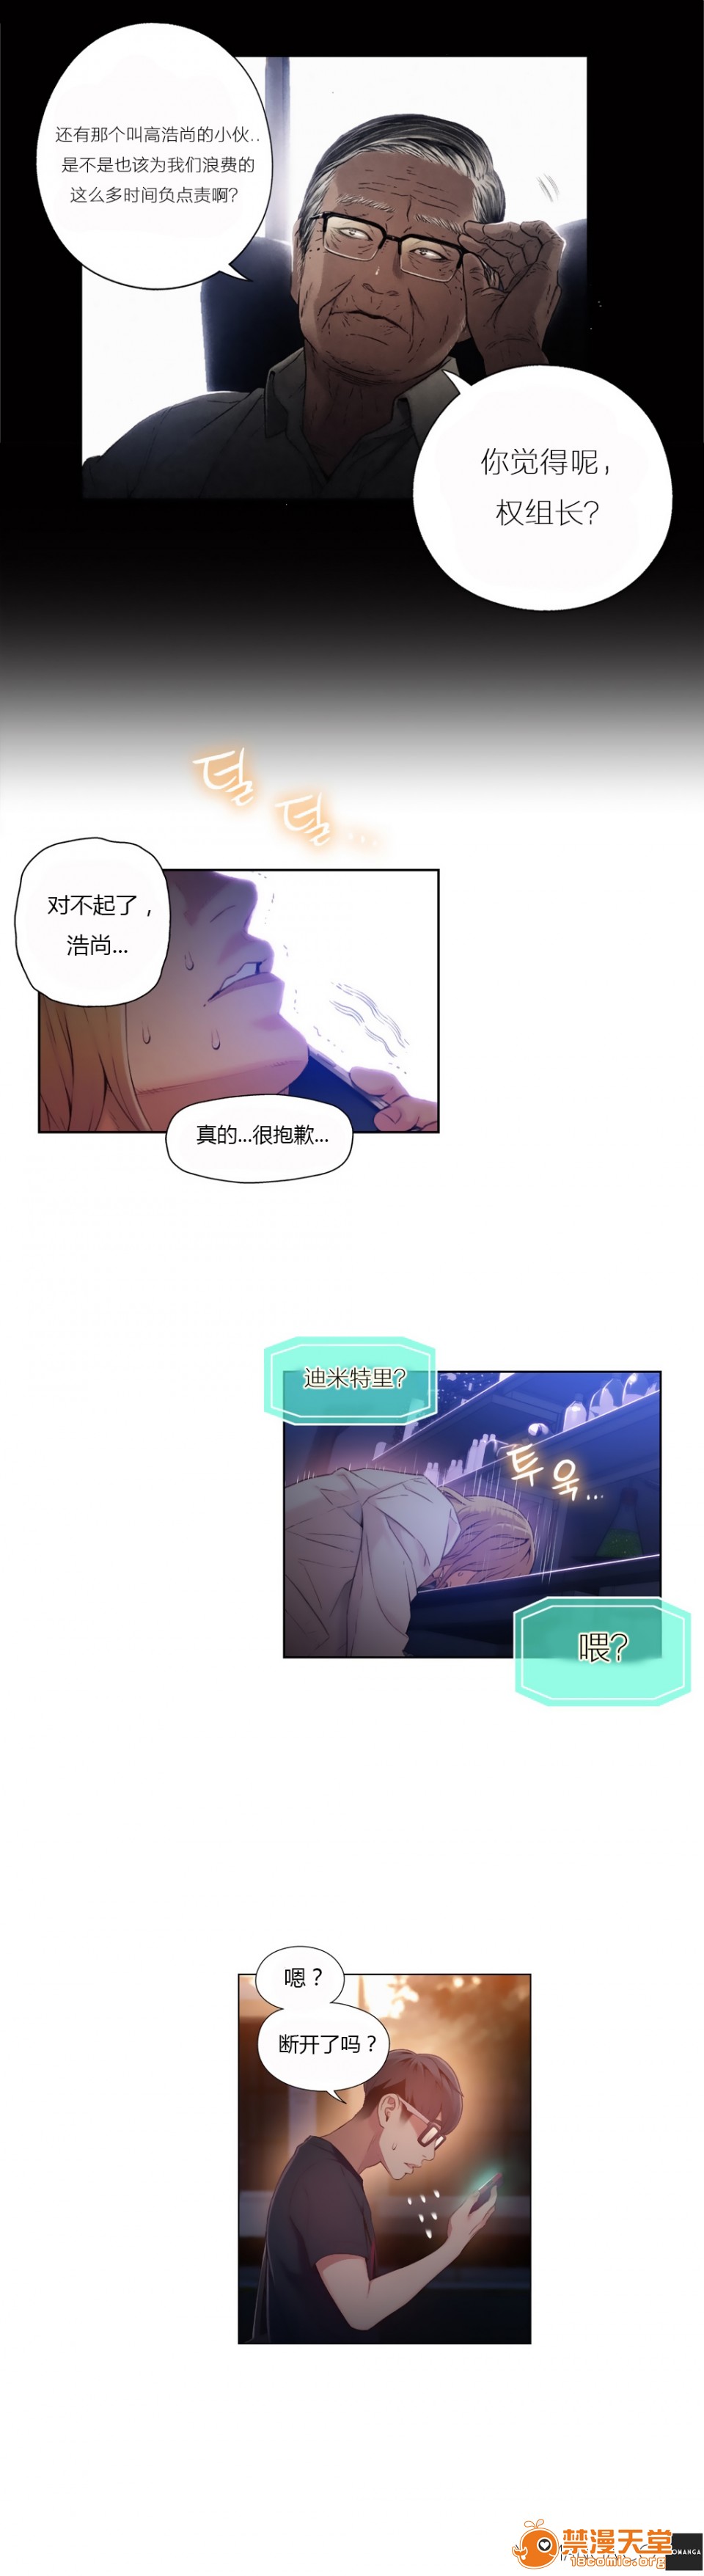 还有那个叫高浩尚的小伙..
是不是也该为我们浪费的
这么多时间负点责啊?
你觉得呢,
权组长?
덜
덜...
对不起了,
浩尚...
真的...很抱歉...
迪米特里?
투욱...
喂?
嗯?
断开了吗?
禁漫天堂
18comic.org
OMANGA